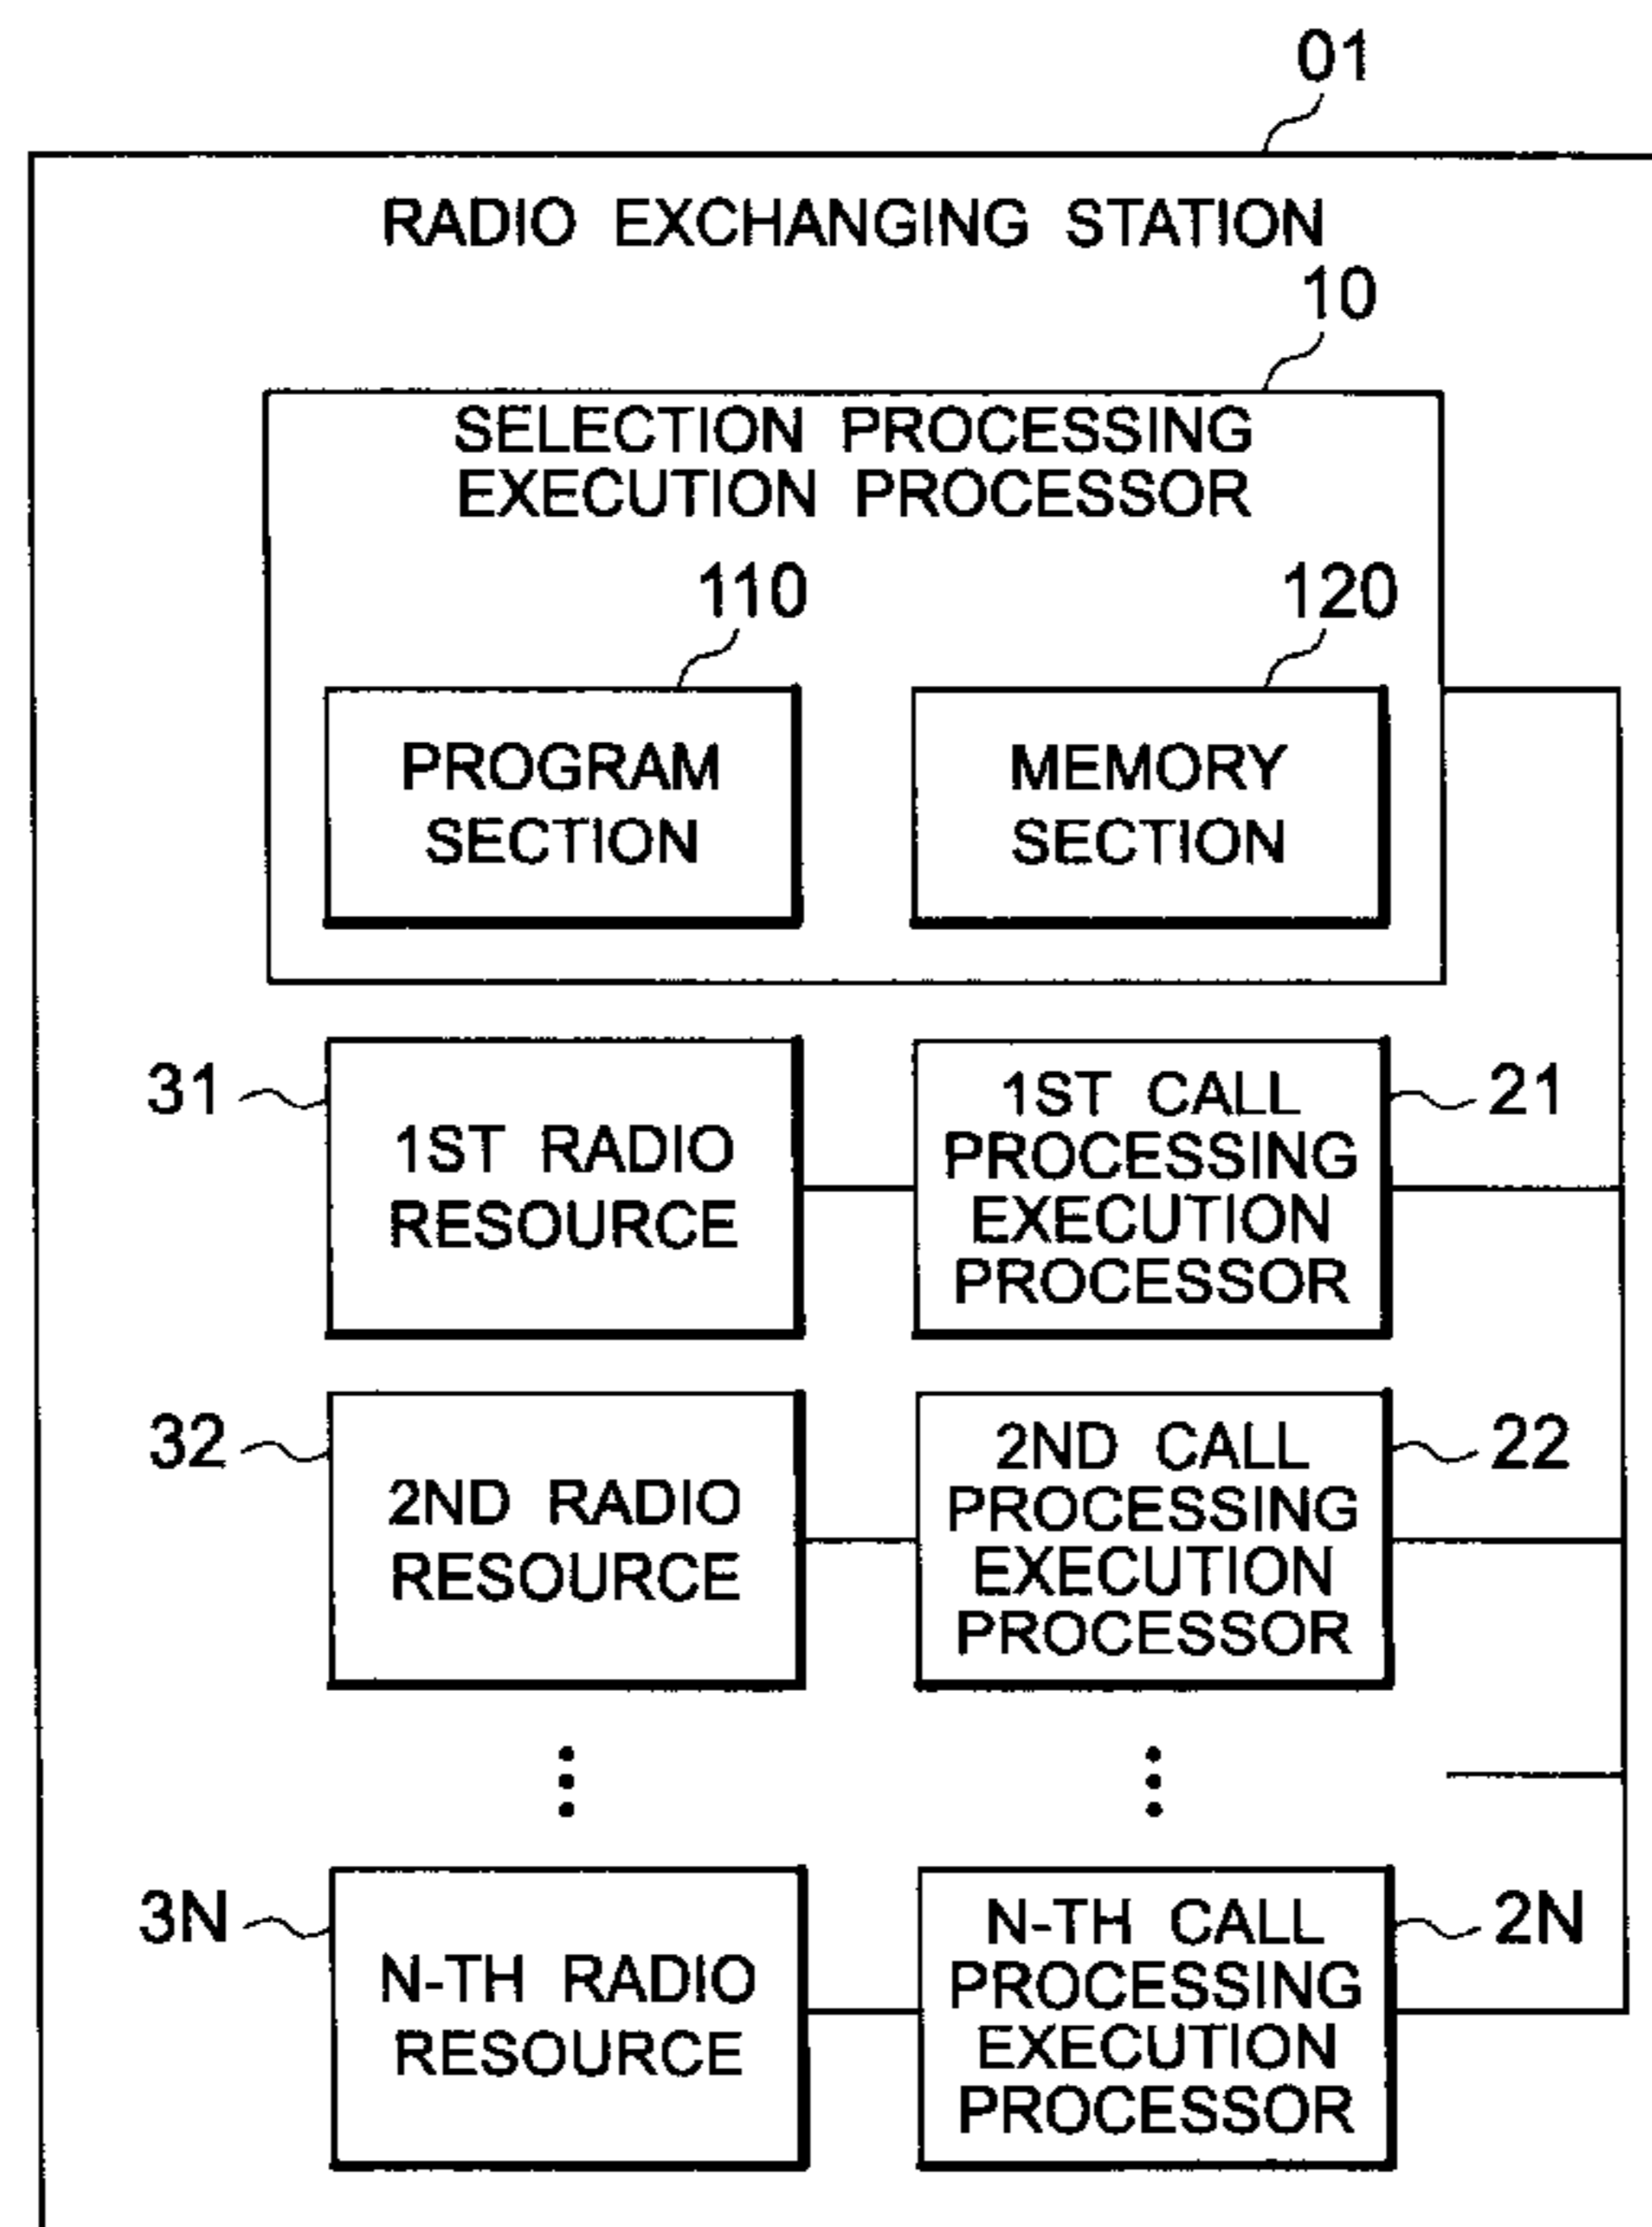 01
RADIO EXCHANGING STATION
10
SELECTION PROCESSING
EXECUTION PROCESSOR
110
120
PROGRAM
SECTION
MEMORY
SECTION
31
1ST RADIO
RESOURCE
1ST CALL
PROCESSING
EXECUTION
PROCESSOR
21
32
2ND RADIO
RESOURCE
2ND CALL
PROCESSING
EXECUTION
PROCESSOR
22
3N
N-TH RADIO
RESOURCE
N-TH CALL
PROCESSING
EXECUTION
PROCESSOR
2N